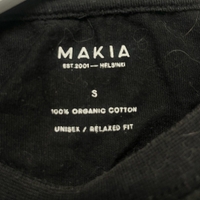 MAKIA
EST. 2001 — HELSINKI
S
100% ORGANIC COTTON
UNISEX / RELAXED FIT